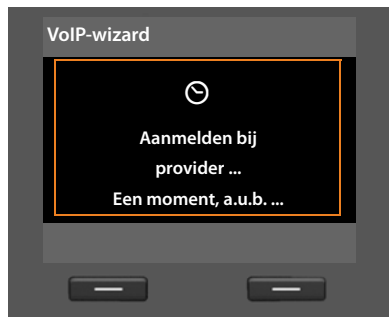 VoIP-wizard
Aanmelden bij
provider ...
Een moment, a.u.b. ...